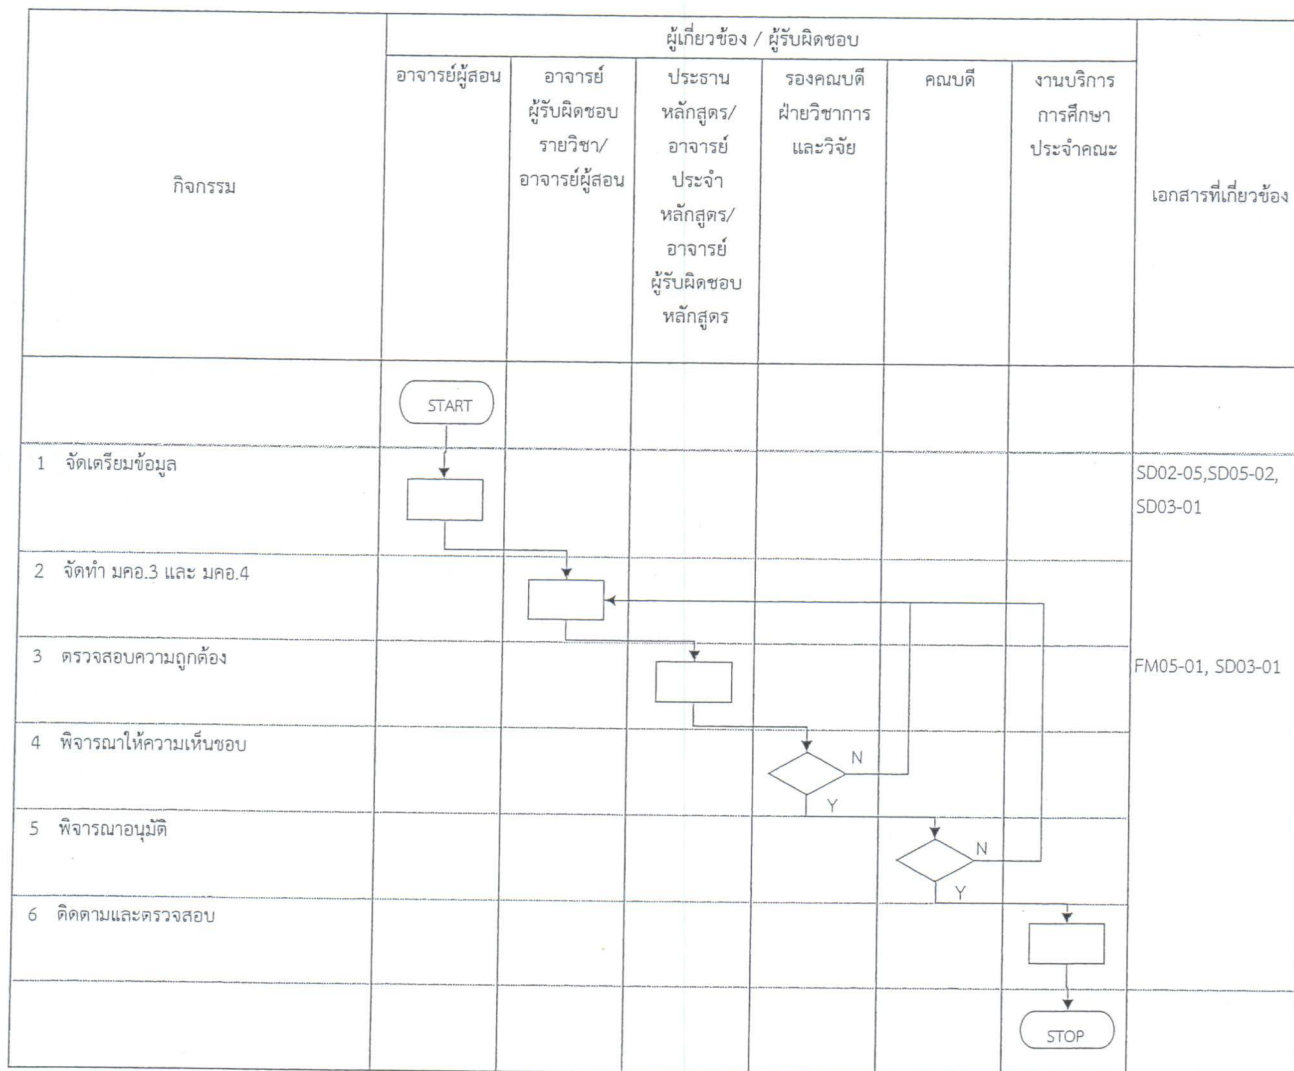 ผู้เกี่ยวข้อง / ผู้รับผิดชอบ
กิจกรรม
อาจารย์ผู้สอน
อาจารย์
ผู้รับผิดชอบ
รายวิชา/
อาจารย์ผู้สอน
ประธาน
หลักสูตร/
อาจารย์
ประจำ
หลักสูตร/
อาจารย์
ผู้รับผิดชอบ
หลักสูตร
รองคณบดี
ฝ่ายวิชาการ
และวิจัย
คณบดี
งานบริการ
การศึกษา
ประจำคณะ
เอกสารที่เกี่ยวข้อง
START
1 จัดเตรียมข้อมูล
SD02-05,SD05-02,
SD03-01
2 จัดทำ มคอ.3 และ มคอ.4
3 ตรวจสอบความถูกต้อง
FM05-01, SD03-01
4 พิจารณาให้ความเห็นชอบ
N
Y
5 พิจารณาอนุมัติ
N
Y
6 ติดตามและตรวจสอบ
STOP